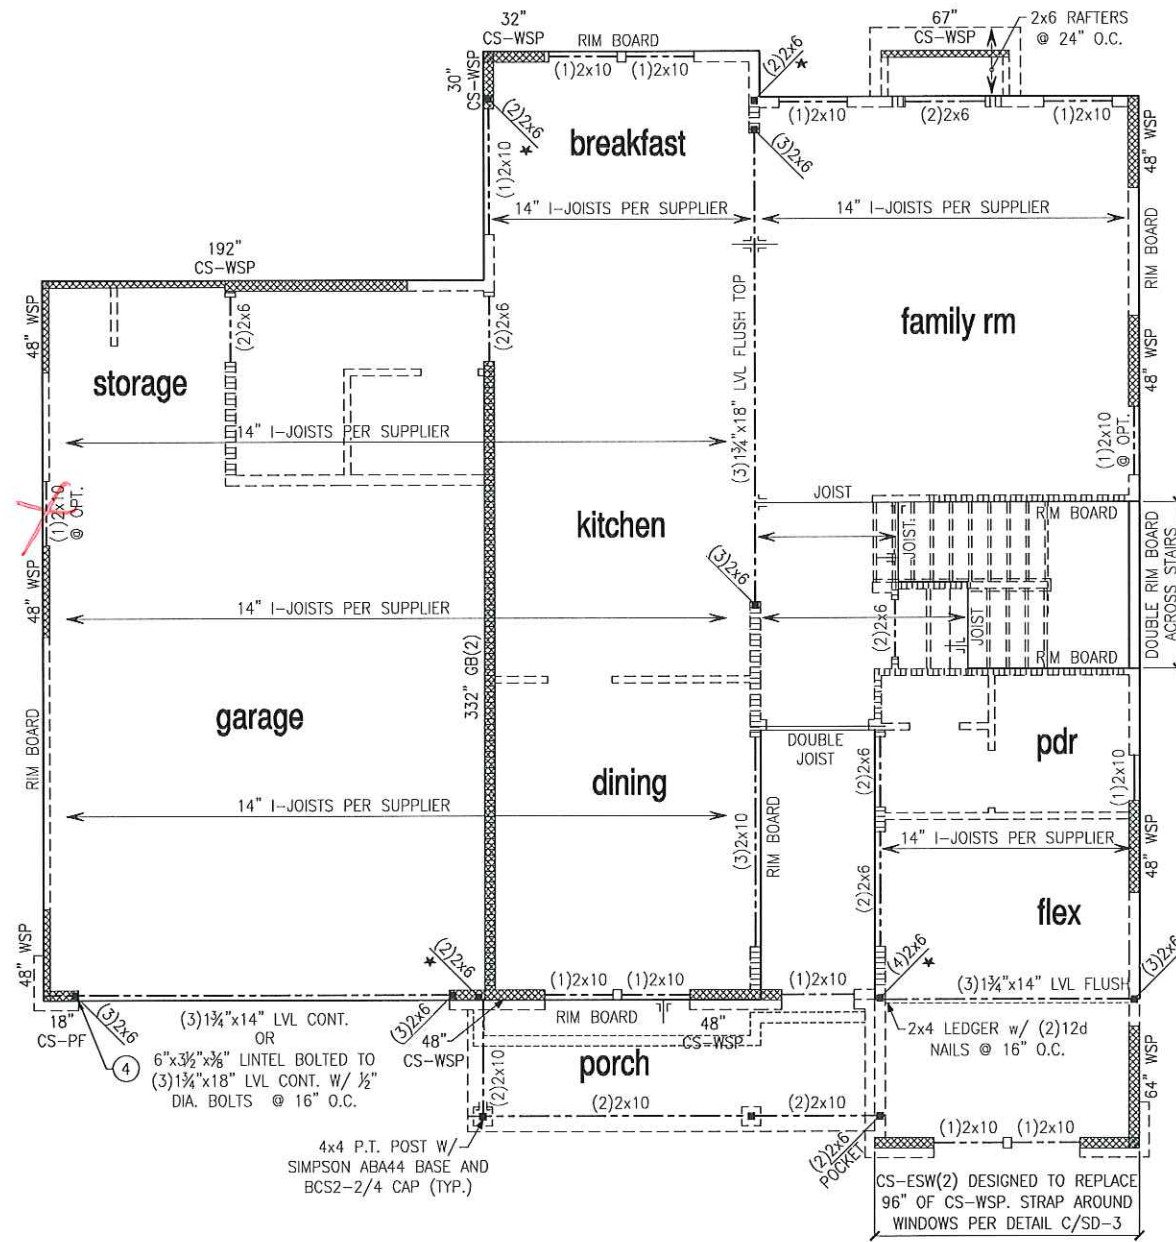 32"
CS-WSP
RIM BOARD
67"
CS-WSP
2x6 RAFTERS
@ 24" O.C.
30"
CS-WSP
(1)2x10
(1)2x10
(2)2x6
★
(1)2x10
(2)2x6
(1)2x10
(2)2x6
★
(1)2x10
breakfast
(3)2x6
48" WSP
14" I-JOISTS PER SUPPLIER
14" I-JOISTS PER SUPPLIER
RIM BOARD
192"
CS-WSP
48" WSP
(2)2x6
(2)2x6
(3)1¾"x18" LVL FLUSH TOP
family rm
48" WSP
storage
14" I-JOISTS PER SUPPLIER
(1)2x10
@ OPT.
(1)2x10
@ OPT.
kitchen
JOIST
RIM BOARD
JOIST
DOUBLE RIM BOARD
ACROSS STAIRS
48" WSP
(3)2x6
14" I-JOISTS PER SUPPLIER
(2)2x6
JOIST
RIM BOARD
332" GB(2)
RIM BOARD
garage
DOUBLE
JOIST
(2)2x6
pdr
(1)2x10
dining
14" I-JOISTS PER SUPPLIER
(3)2x10
RIM BOARD
14" I-JOISTS PER SUPPLIER
48" WSP
(2)2x6
flex
48" WSP
(2)2x6
★
(4)2x6
★
(3)2x6
(1)2x10
(1)2x10
(1)2x10
(3)1¾"x14" LVL FLUSH
18"
CS-PF
(3)2x6
4
(3)1¾"x14" LVL CONT.
OR
6"x3½"x⅜" LINTEL BOLTED TO
(3)1¾"x18" LVL CONT. W/ ½"
DIA. BOLTS @ 16" O.C.
(3)2x6
48"
CS-WSP
RIM BOARD
48"
CS-WSP
2x4 LEDGER w/ (2)12d
NAILS @ 16" O.C.
porch
64" WSP
(2)2x10
(2)2x10
(2)2x10
(1)2x10
(1)2x10
4x4 P.T. POST W/
SIMPSON ABA44 BASE AND
BCS2-2/4 CAP (TYP.)
(2)2x6
POCKET
CS-ESW(2) DESIGNED TO REPLACE
96" OF CS-WSP. STRAP AROUND
WINDOWS PER DETAIL C/SD-3